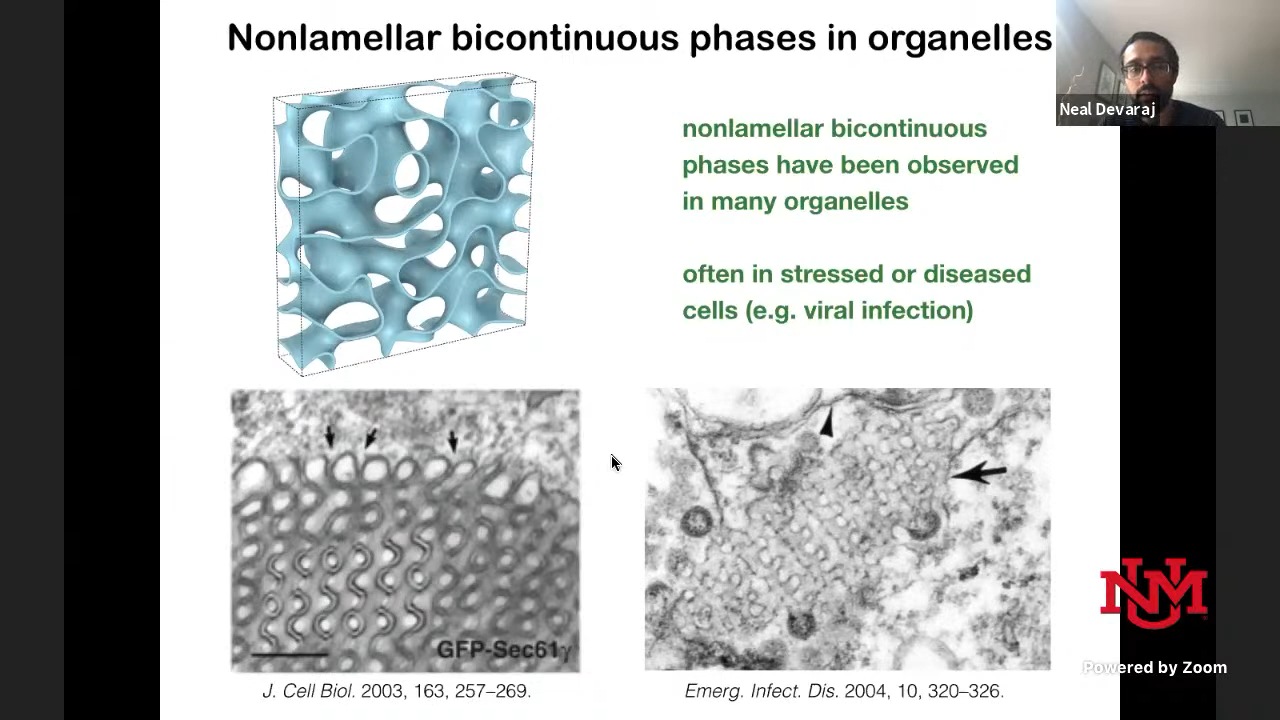 Nonlamellar bicontinuous phases in organelles
Neal Devaraj
nonlamellar bicontinuous
phases have been observed
in many organelles
often in stressed or diseased
cells (e.g. viral infection)
GFP-Sec61γ
J. Cell Biol. 2003, 163, 257–269.
Emerg. Infect. Dis. 2004, 10, 320–326.
UNM
Powered by Zoom